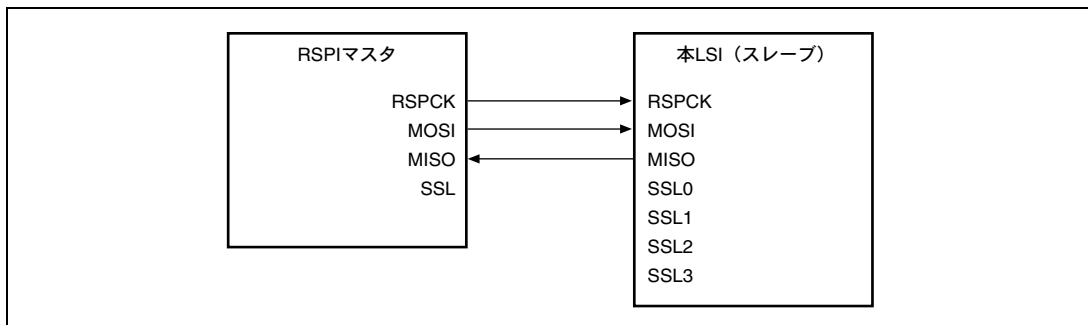 RSPIマスタ
RSPCK
MOSI
MISO
SSL
本LSI（スレーブ）
RSPCK
MOSI
MISO
SSL0
SSL1
SSL2
SSL3